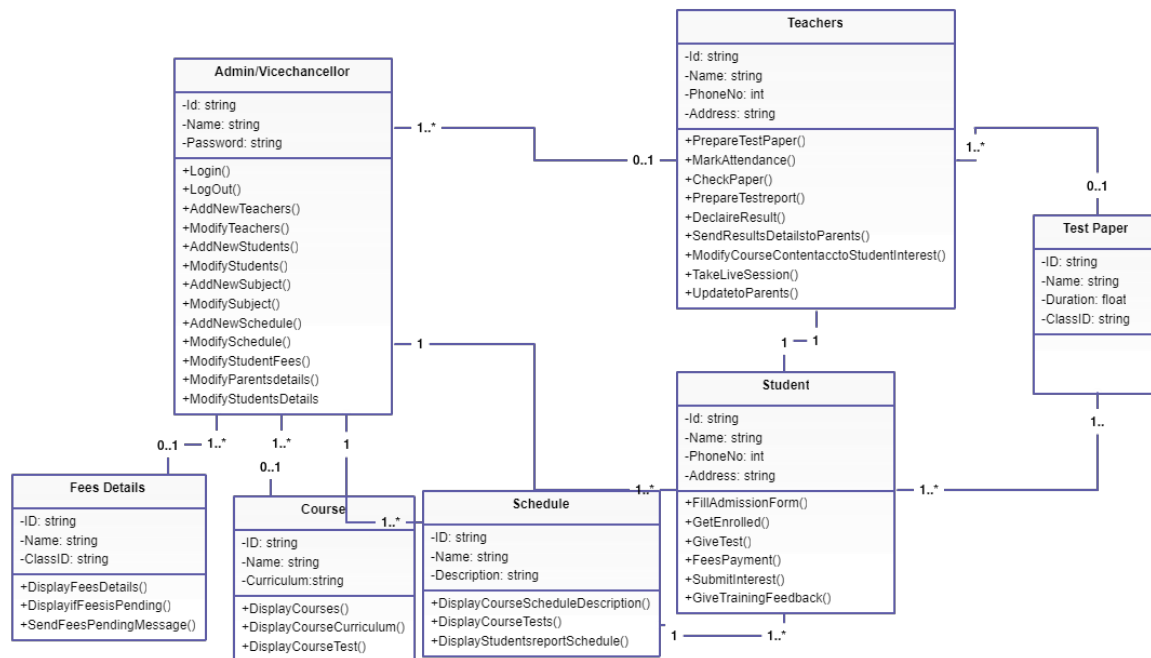 Teachers
-Id: string
-Name: string
-PhoneNo: int
-Address: string
+PrepareTestPaper()
+MarkAttendance()
+CheckPaper()
+PrepareTestreport()
+DeclaireResult()
+SendResultsDetailstoParents()
+ModifyCourseContentacctoStudentInterest()
+TakeLiveSession()
+UpdatetoParents()
Admin/Vicechancellor
-Id: string
-Name: string
-Password: string
+Login()
+LogOut()
+AddNewTeachers()
+ModifyTeachers()
+AddNewStudents()
+ModifyStudents()
+AddNewSubject()
+ModifySubject()
+AddNewSchedule()
+ModifySchedule()
+ModifyStudentFees()
+ModifyParentsdetails()
+ModifyStudentsDetails
1..*
0..1
1..*
0..1
Test Paper
-ID: string
-Name: string
-Duration: float
-ClassID: string
1
1
1
Student
-Id: string
-Name: string
-PhoneNo: int
-Address: string
+FillAdmissionForm()
+GetEnrolled()
+GiveTest()
+FeesPayment()
+SubmitInterest()
+GiveTrainingFeedback()
1..
1..*
1..*
0..1
1..*
1..*
1
0..1
1..*
Fees Details
-ID: string
-Name: string
-ClassID: string
+DisplayFeesDetails()
+DisplayifFeesisPending()
+SendFeesPendingMessage()
Course
-ID: string
-Name: string
-Curriculum:string
+DisplayCourses()
+DisplayCourseCurriculum()
+DisplayCourseTest()
Schedule
-ID: string
-Name: string
-Description: string
+DisplayCourseScheduleDescription()
+DisplayCourseTests()
+DisplayStudentsreportSchedule()
1
1..*